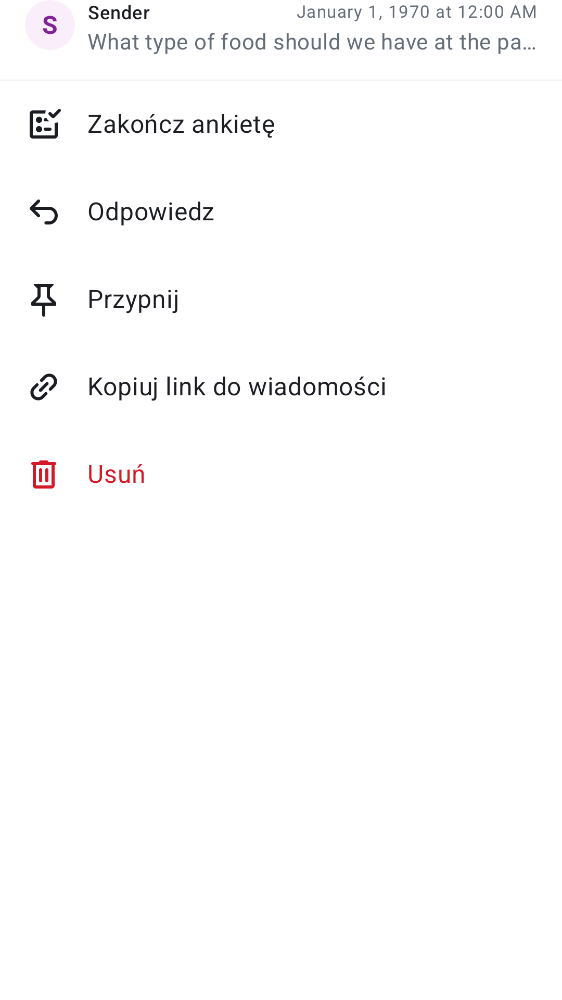 S
Sender
January 1, 1970 at 12:00 AM
What type of food should we have at the pa…
Zakończ ankietę
Odpowiedz
Przypnij
Kopiuj link do wiadomości
Usuń